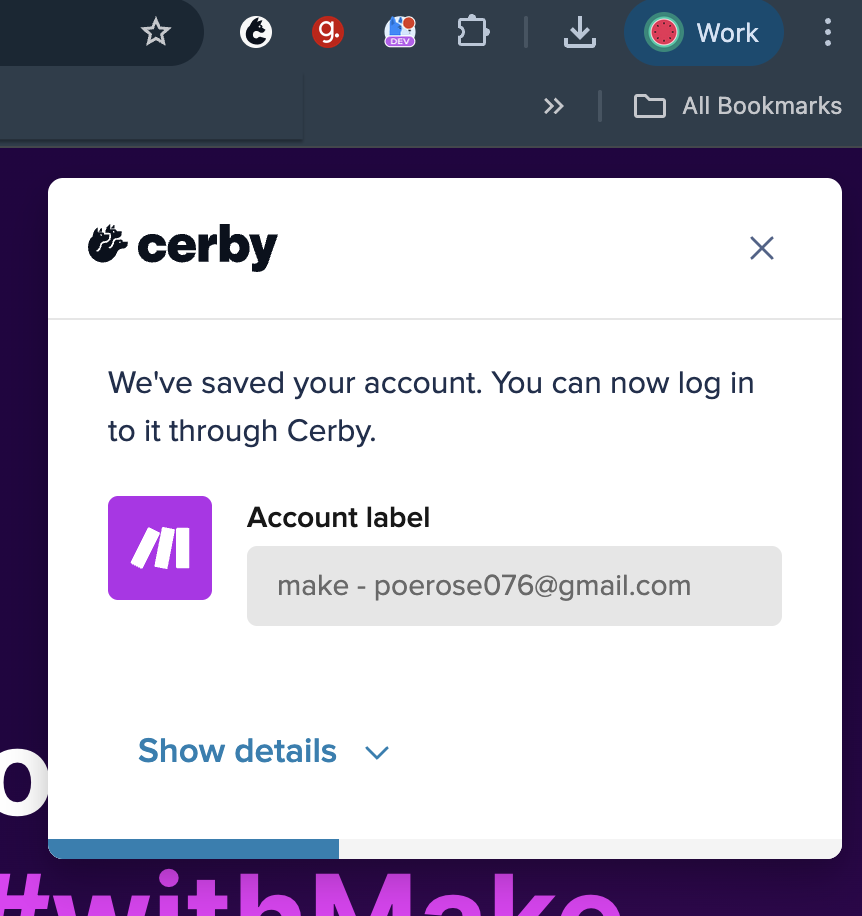 g.
DEV
Work
All Bookmarks
cerby
We've saved your account. You can now log in
to it through Cerby.
Account label
make - poerose076@gmail.com
Show details
#withMake